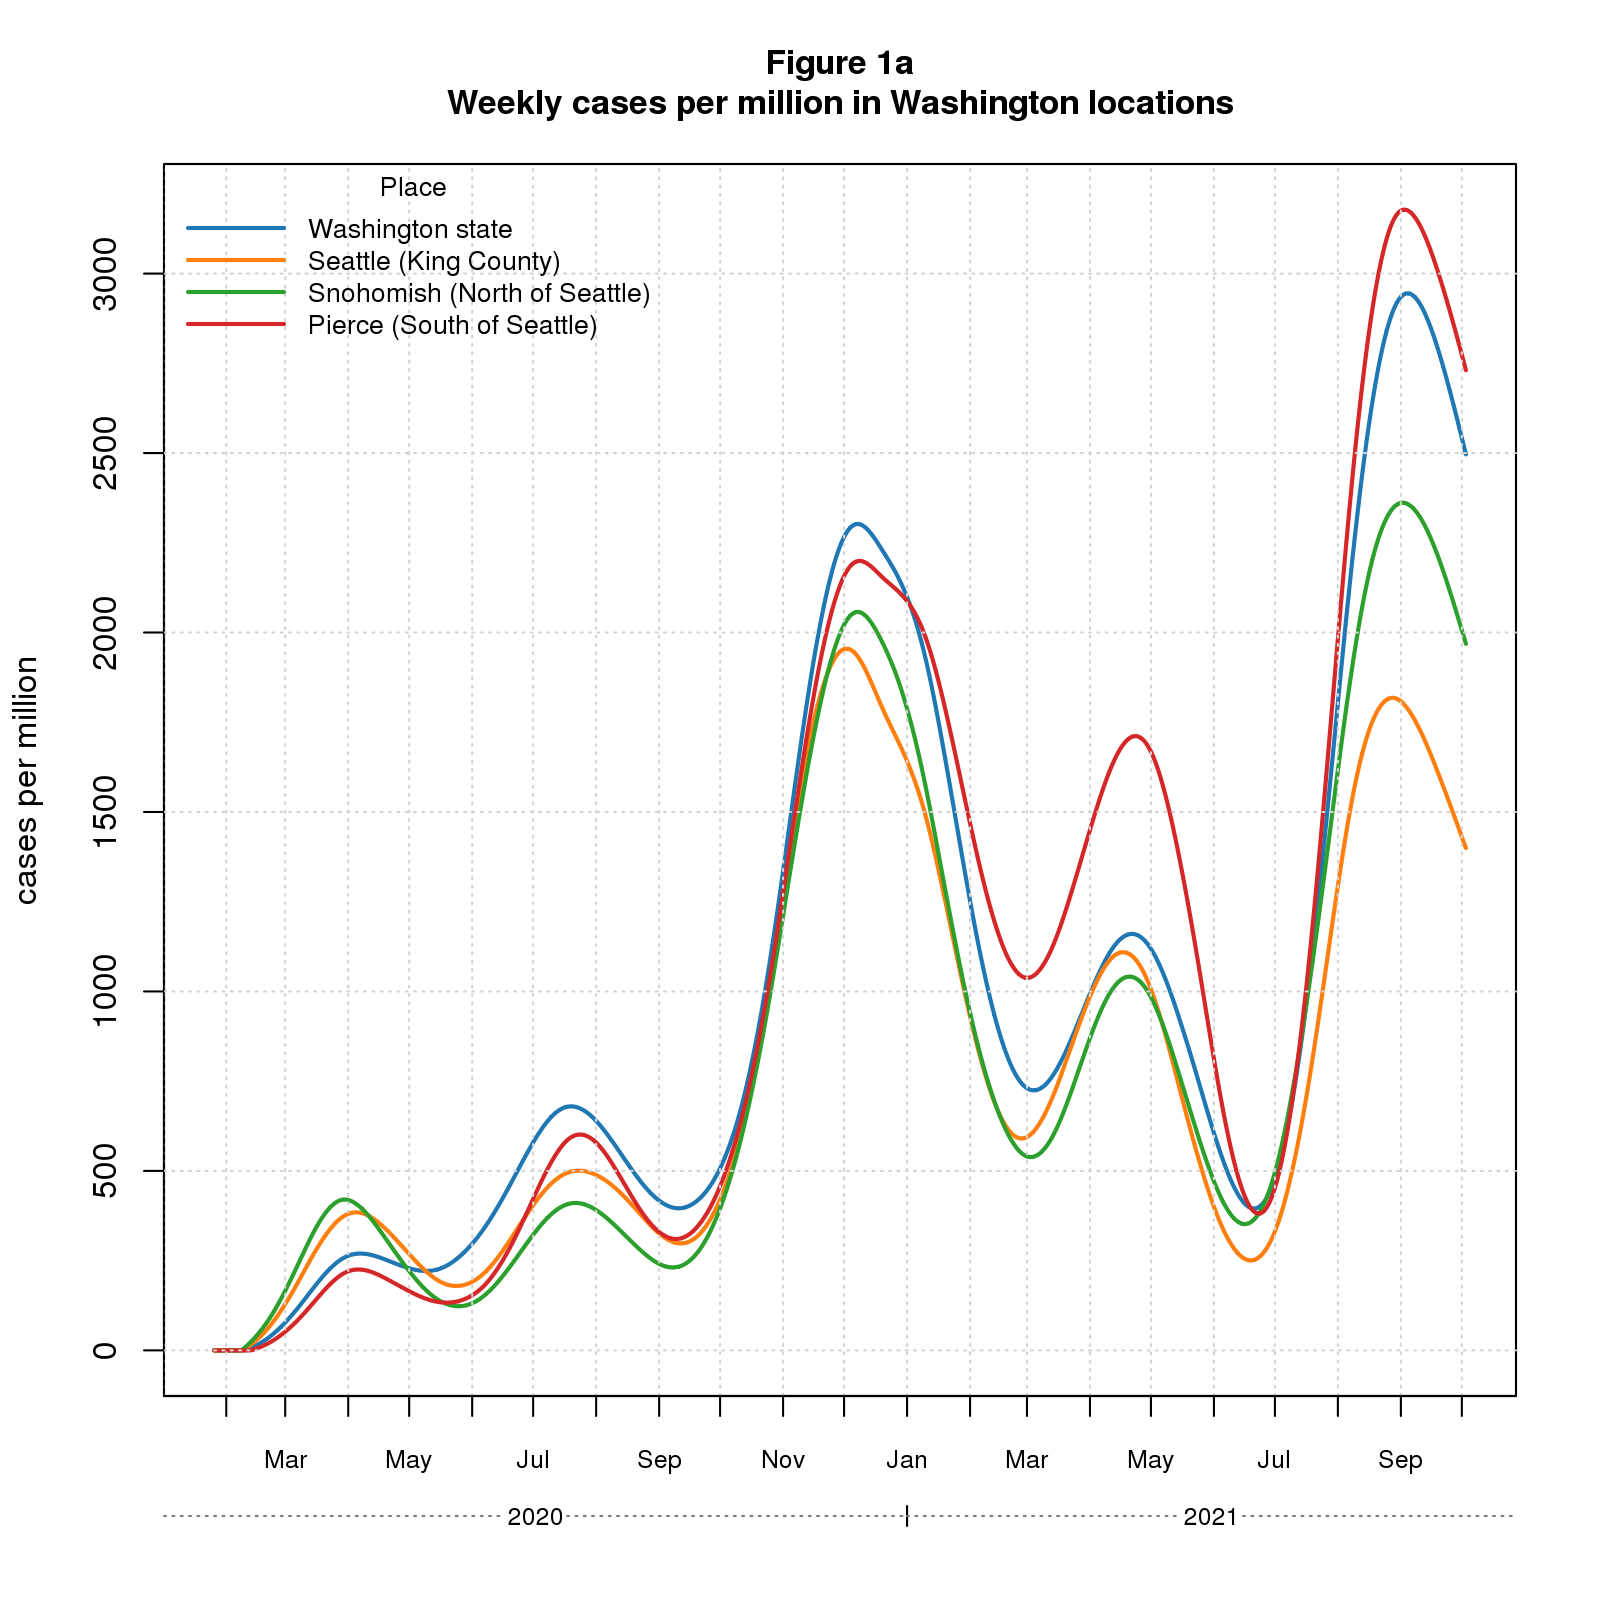 Figure 1a
Weekly cases per million in Washington locations
Place
Washington state
Seattle (King County)
Snohomish (North of Seattle)
Pierce (South of Seattle)
cases per million
3000
2500
2000
1500
1000
500
0
Mar May Jul Sep Nov Jan Mar May Jul Sep
2020 2021